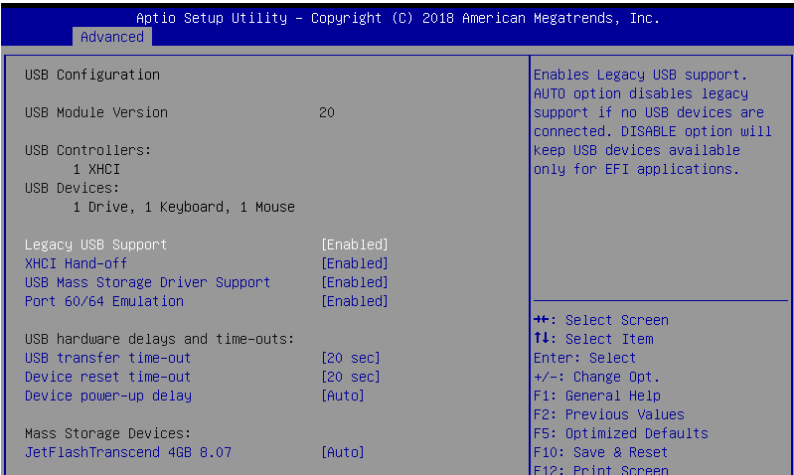 Aptio Setup Utility – Copyright (C) 2018 American Megatrends, Inc.
Advanced
USB Configuration
USB Module Version 20
USB Controllers:
1 XHCI
USB Devices:
1 Drive, 1 Keyboard, 1 Mouse
Legacy USB Support [Enabled]
XHCI Hand-off [Enabled]
USB Mass Storage Driver Support [Enabled]
Port 60/64 Emulation [Enabled]
USB hardware delays and time-outs:
USB transfer time-out [20 sec]
Device reset time-out [20 sec]
Device power-up delay [Auto]
Mass Storage Devices:
JetFlashTranscend 4GB 8.07 [Auto]
Enables Legacy USB support.
AUTO option disables legacy
support if no USB devices are
connected. DISABLE option will
keep USB devices available
only for EFI applications.
→←: Select Screen
↑↓: Select Item
Enter: Select
+/-: Change Opt.
F1: General Help
F2: Previous Values
F5: Optimized Defaults
F10: Save & Reset
F12: Print Screen